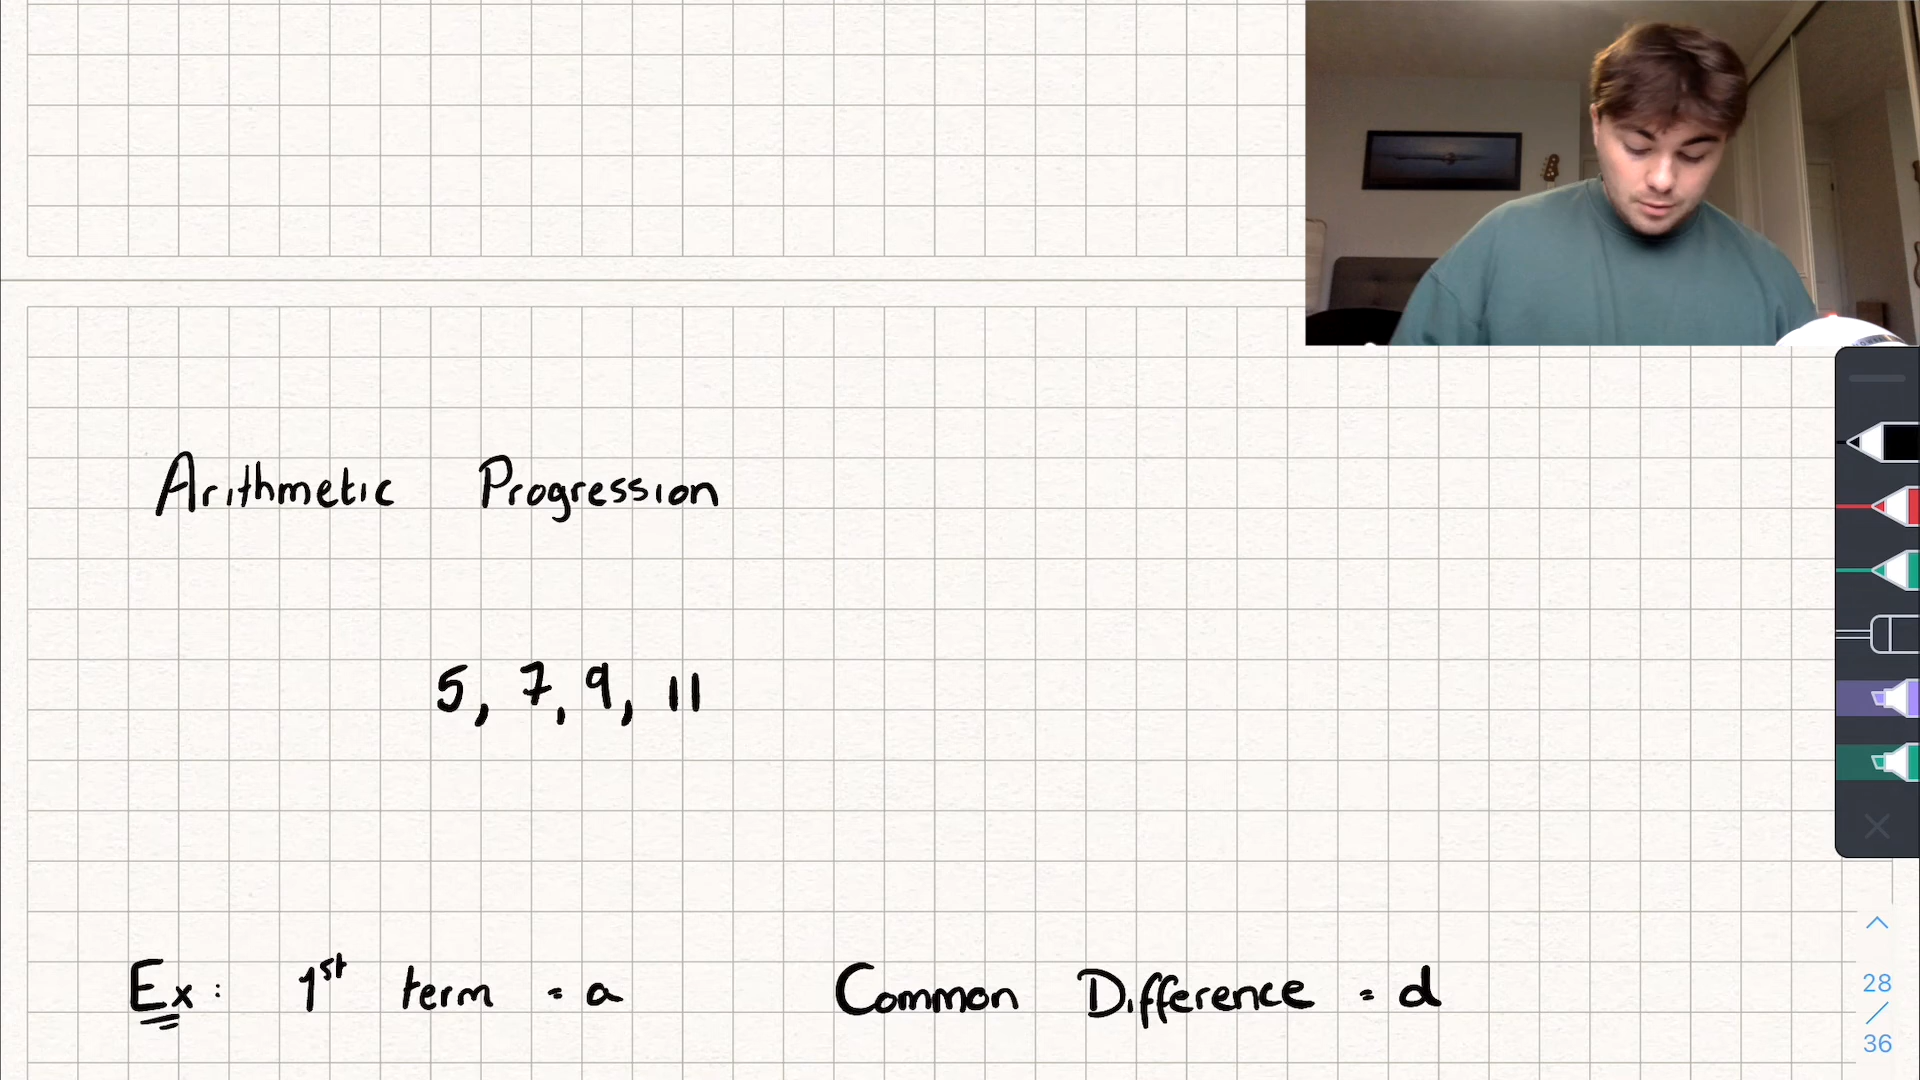 Arithmetic Progression
5, 7, 9, 11
Ex: 1st term = a Common Difference = d
28
/
36